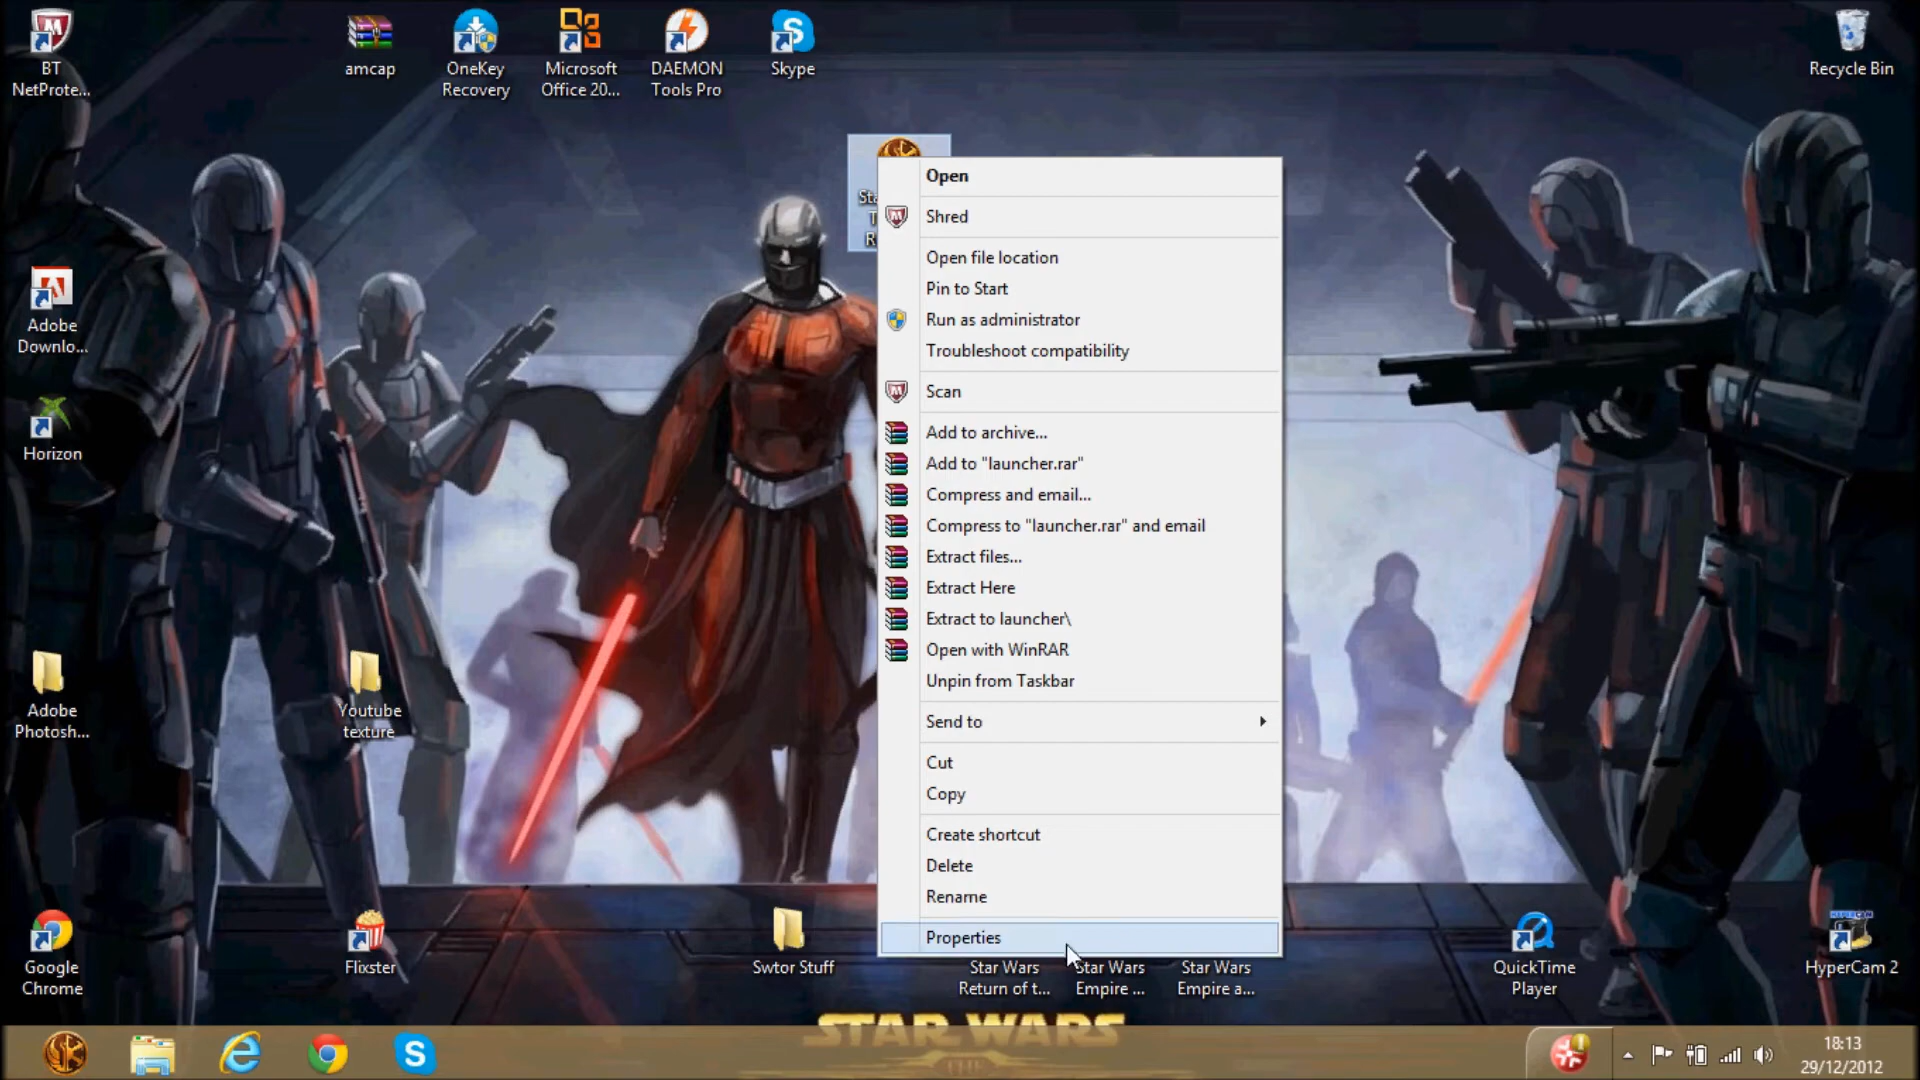 BT
NetProte...
amcap
OneKey
Recovery
Microsoft
Office 20...
DAEMON
Tools Pro
Skype
Recycle Bin
Adobe
Downlo...
Horizon
Adobe
Photosh...
Youtube
texture
Google
Chrome
Flixster
Swtor Stuff
Star Wars
Return of t...
Star Wars
Empire ...
Star Wars
Empire a...
QuickTime
Player
HYPERCAM
HyperCam 2
Open
Shred
Open file location
Pin to Start
Run as administrator
Troubleshoot compatibility
Scan
Add to archive...
Add to "launcher.rar"
Compress and email...
Compress to "launcher.rar" and email
Extract files...
Extract Here
Extract to launcher\
Open with WinRAR
Unpin from Taskbar
Send to
Cut
Copy
Create shortcut
Delete
Rename
Properties
STAR WARS
18:13
29/12/2012